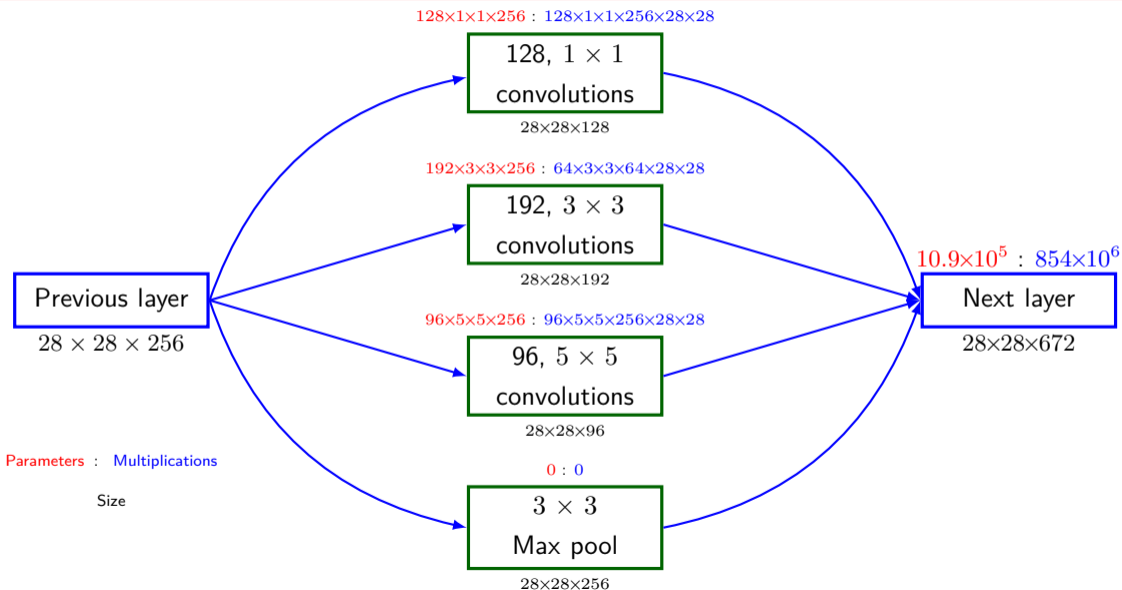 128×1×1×256 : 128×1×1×256×28×28
128, 1 × 1
convolutions
28×28×128
192×3×3×256 : 64×3×3×64×28×28
192, 3 × 3
convolutions
28×28×192
Previous layer
28 × 28 × 256
10.9×10⁵ : 854×10⁶
Next layer
28×28×672
96×5×5×256 : 96×5×5×256×28×28
96, 5 × 5
convolutions
28×28×96
Parameters : Multiplications
Size
0 : 0
3 × 3
Max pool
28×28×256